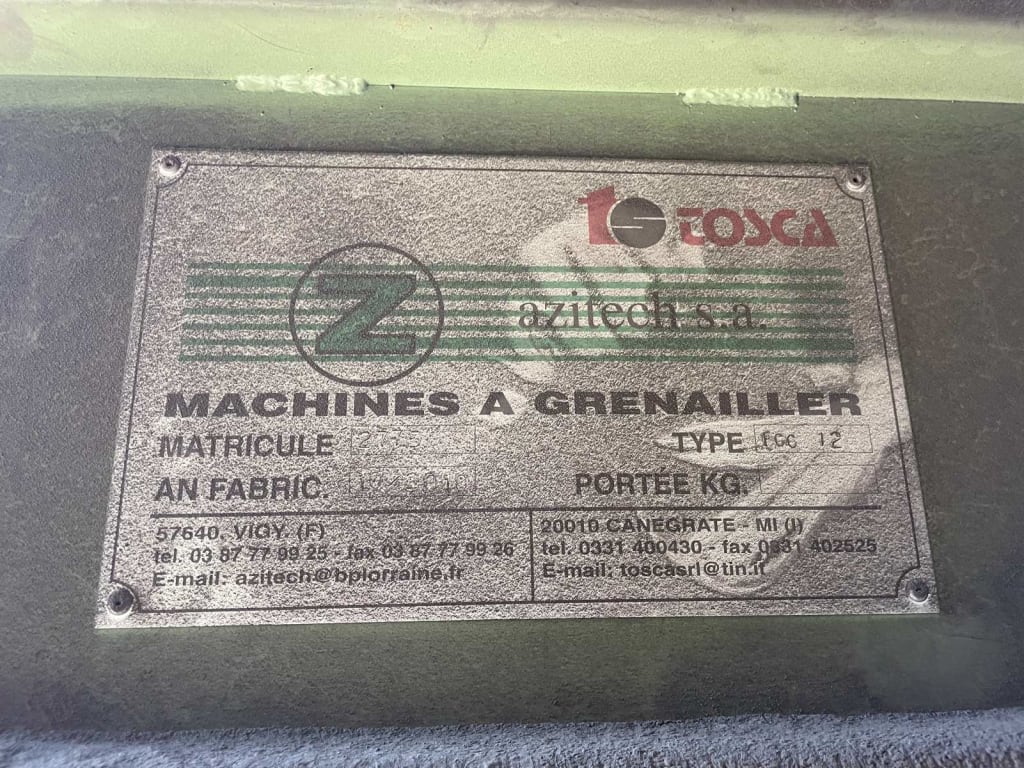 TOSCA
Z azitech s.a.
MACHINES A GRENAILLER
MATRICULE TYPE 12
AN FABRIC. PORTÉE KG.
57640. VIGY. (F)
tel. 03 87 77 99 25 - fax 03 87 77 99 26
E-mail: azitech@bplorraine.fr
20010 CANEGRATE - MI (I)
tel. 0331 400430 - fax 0331 402525
E-mail: toscasrl@tin.it